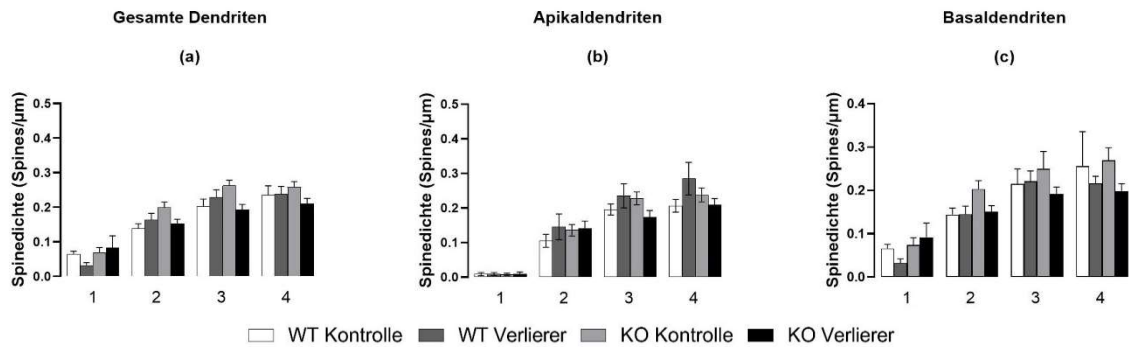 Gesamte Dendriten
(a)
Spinedichte (Spines/µm)
0.5
0.4
0.3
0.2
0.1
0.0
1 2 3 4
Apikaldendriten
(b)
Spinedichte (Spines/µm)
0.5
0.4
0.3
0.2
0.1
0.0
1 2 3 4
Basaldendriten
(c)
Spinedichte (Spines/µm)
0.4
0.3
0.2
0.1
0.0
1 2 3 4
WT Kontrolle WT Verlierer KO Kontrolle KO Verlierer